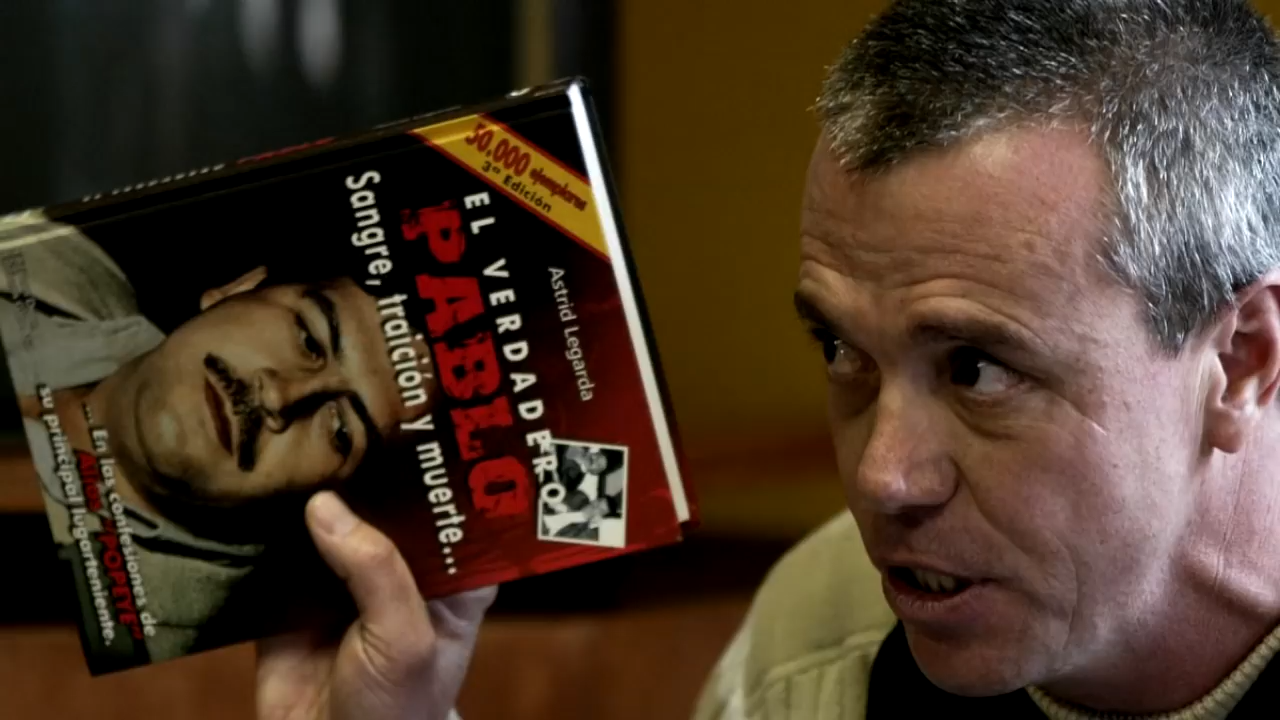 50.000 ejemplares
3ra Edición
Astrid Legarda
EL VERDADERO
PABLO
Sangre, traición y muerte...
... En las confesiones de
Alias "POPEYE"
su principal lugarteniente.